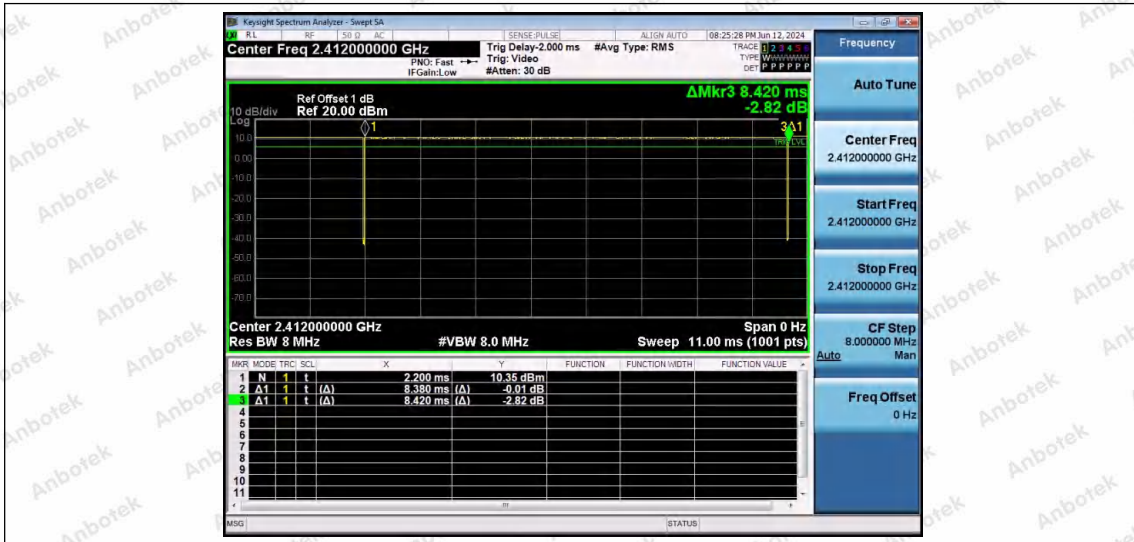 Keysight Spectrum Analyzer - Swept SA
RL RF 50 Ω AC SENSE:PULSE ALIGN AUTO 08:25:28 PM Jun 12, 2024
Center Freq 2.412000000 GHz
PNO: Fast
IFGain:Low
Trig Delay-2.000 ms
Trig: Video
#Atten: 30 dB
#Avg Type: RMS
TRACE 1 2 3 4 5 6
TYPE WWWWWW
DET P P P P P P
Ref Offset 1 dB
Ref 20.00 dBm
10 dB/div
Log
ΔMkr3 8.420 ms
-2.82 dB
1
3Δ1
TRIG LVL
10.0
0.00
-10.0
-20.0
-30.0
-40.0
-50.0
-60.0
-70.0
Center 2.412000000 GHz Span 0 Hz
Res BW 8 MHz #VBW 8.0 MHz Sweep 11.00 ms (1001 pts)
MKR MODE TRC SCL X Y FUNCTION FUNCTION WIDTH FUNCTION VALUE
1 N 1 t 2.200 ms 10.35 dBm
2 Δ1 1 t (Δ) 8.380 ms (Δ) -0.01 dB
3 Δ1 1 t (Δ) 8.420 ms (Δ) -2.82 dB
4
5
6
7
8
9
10
11
MSG STATUS
Frequency
Auto Tune
Center Freq
2.412000000 GHz
Start Freq
2.412000000 GHz
Stop Freq
2.412000000 GHz
CF Step
8.000000 MHz
Auto Man
Freq Offset
0 Hz
Anbotek